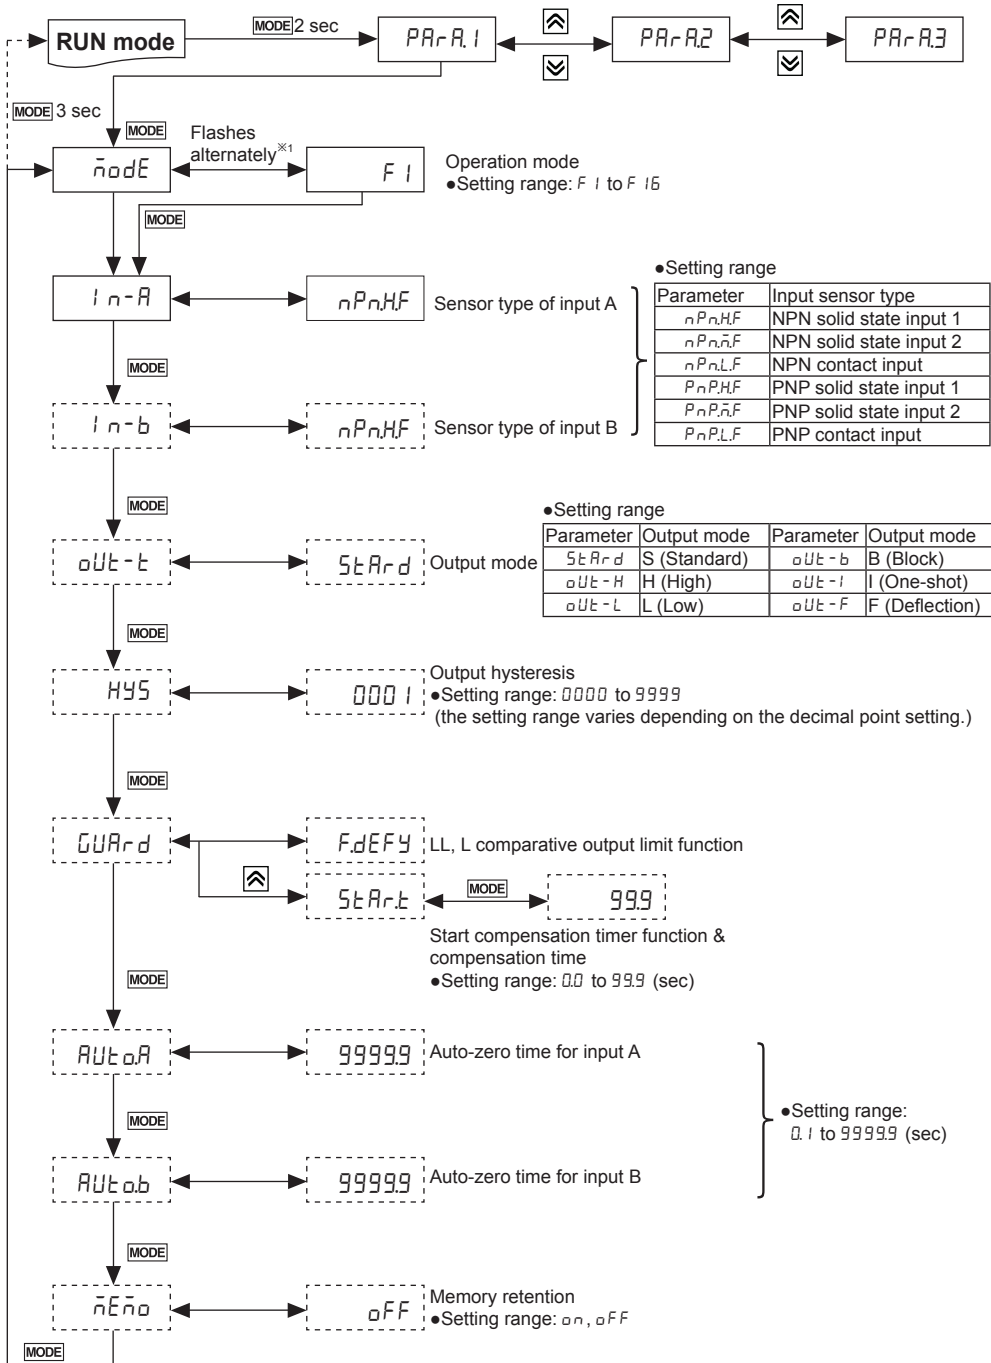 RUN mode
MODE 2 sec
PArA.1
PArA.2
PArA.3
MODE 3 sec
MODE
Flashes
alternately※1
modE
F 1
Operation mode
●Setting range: F 1 to F 16
MODE
●Setting range
In-A
nPn.H.F
Sensor type of input A
Parameter Input sensor type
nPn.H.F NPN solid state input 1
nPn.m.F NPN solid state input 2
nPn.L.F NPN contact input
PnP.H.F PNP solid state input 1
PnP.m.F PNP solid state input 2
PnP.L.F PNP contact input
MODE
In-b
nPn.H.F
Sensor type of input B
MODE
●Setting range
oUt-t
StArd
Output mode
Parameter Output mode Parameter Output mode
StArd S (Standard) oUt-b B (Block)
oUt-H H (High) oUt-I I (One-shot)
oUt-L L (Low) oUt-F F (Deflection)
MODE
HYS
0001
Output hysteresis
●Setting range: 0000 to 9999
(the setting range varies depending on the decimal point setting.)
MODE
GUArd
F.dEFY
LL, L comparative output limit function
StAr.t
MODE
99.9
Start compensation timer function &
compensation time
●Setting range: 0.0 to 99.9 (sec)
MODE
AUto.A
9999.9
Auto-zero time for input A
●Setting range:
0.1 to 9999.9 (sec)
MODE
AUto.b
9999.9
Auto-zero time for input B
MODE
mEmo
oFF
Memory retention
●Setting range: on, oFF
MODE